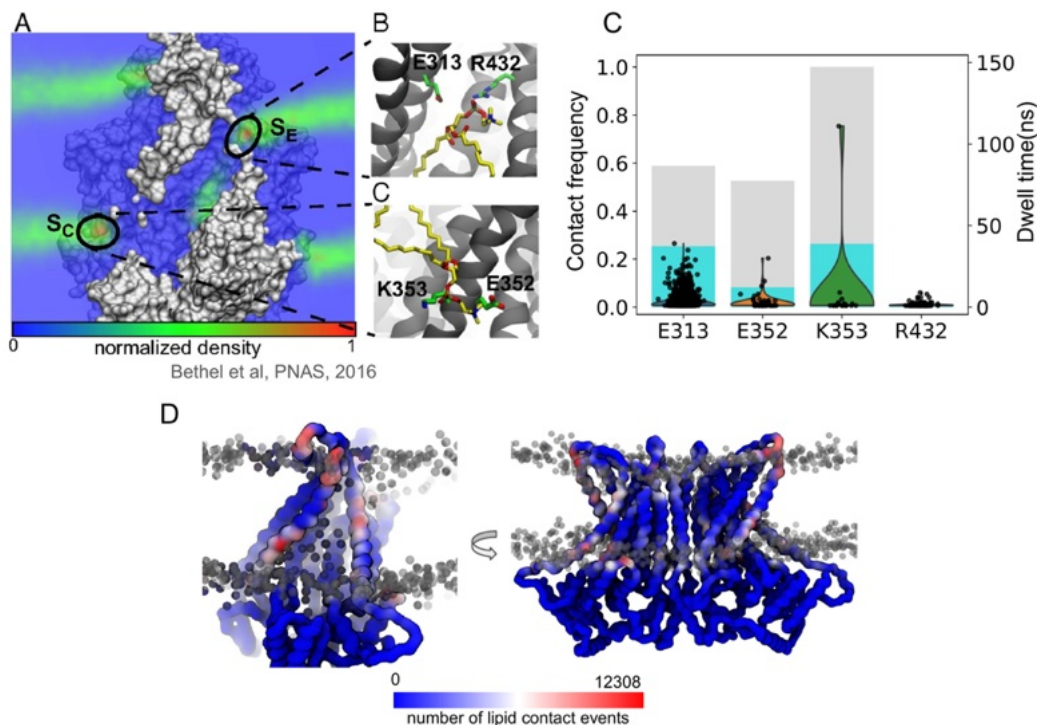 A
S_E
S_C
0
1
normalized density
Bethel et al, PNAS, 2016
B
E313
R432
C
K353
E352
C
Contact frequency
1.0
0.8
0.6
0.4
0.2
0.0
E313
E352
K353
R432
150
100
50
0
Dwell time(ns)
D
0
12308
number of lipid contact events